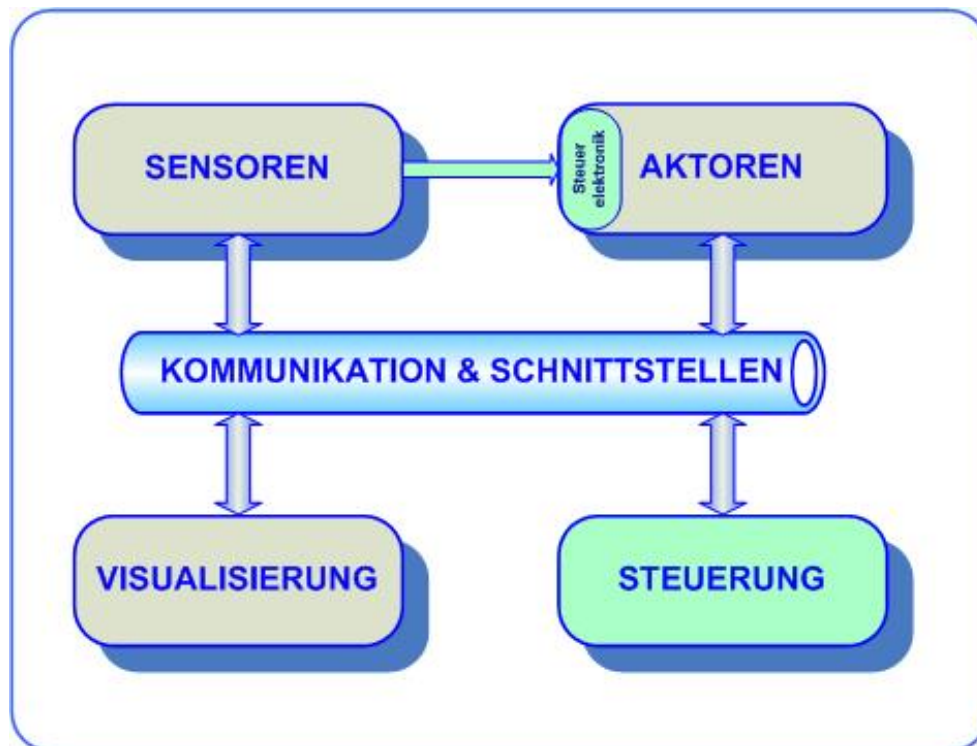 SENSOREN
Steuer
elektronik
AKTOREN
KOMMUNIKATION & SCHNITTSTELLEN
VISUALISIERUNG
STEUERUNG